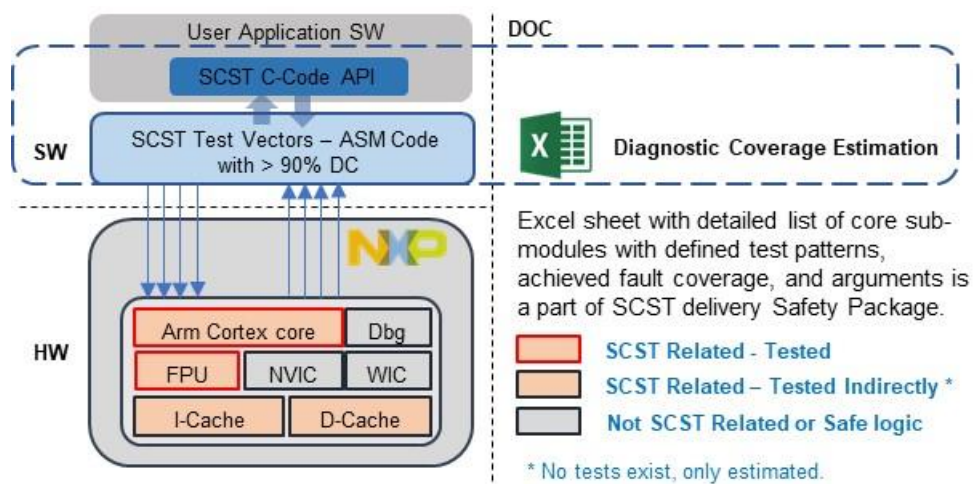 User Application SW
SCST C-Code API
SW
SCST Test Vectors – ASM Code
with > 90% DC
NXP
HW
Arm Cortex core
Dbg
FPU
NVIC
WIC
I-Cache
D-Cache
DOC
X
Diagnostic Coverage Estimation
Excel sheet with detailed list of core sub-
modules with defined test patterns,
achieved fault coverage, and arguments is
a part of SCST delivery Safety Package.
SCST Related - Tested
SCST Related – Tested Indirectly *
Not SCST Related or Safe logic
* No tests exist, only estimated.